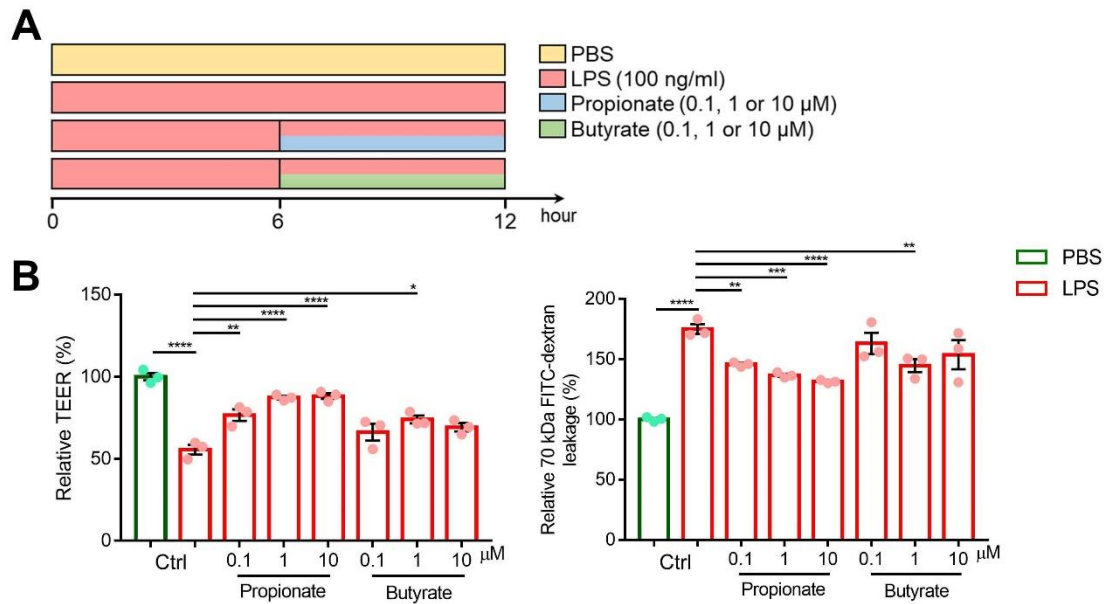 A
PBS
LPS (100 ng/ml)
Propionate (0.1, 1 or 10 µM)
Butyrate (0.1, 1 or 10 µM)
0
6
12
hour
B
Relative TEER (%)
150
100
50
0
*
****
****
**
****
Ctrl
0.1
1
10
0.1
1
10
µM
Propionate
Butyrate
Relative 70 kDa FITC-dextran
leakage (%)
200
150
100
50
0
**
****
***
**
****
Ctrl
0.1
1
10
0.1
1
10
µM
Propionate
Butyrate
PBS
LPS